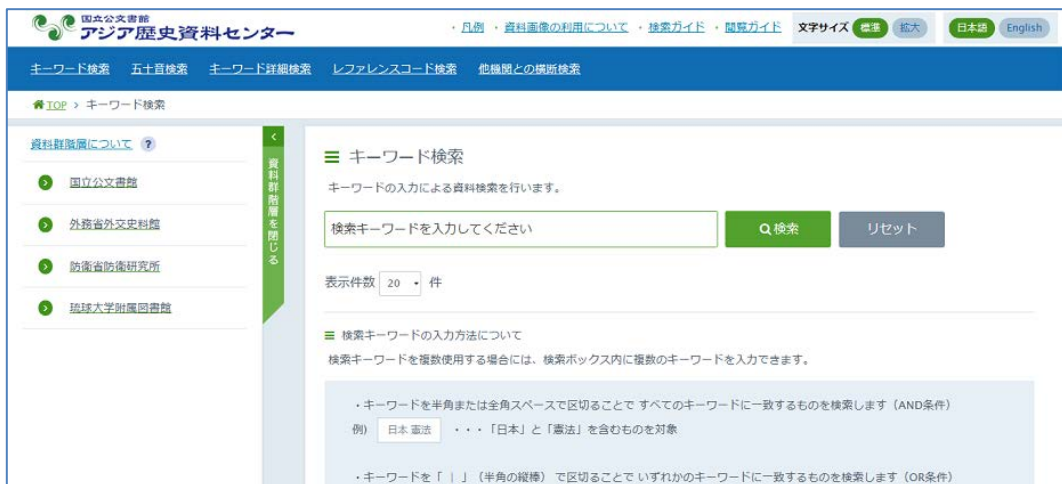 国立公文書館
アジア歴史資料センター
・凡例 ・資料画像の利用について ・検索ガイド ・閲覧ガイド 文字サイズ 標準 拡大 日本語 English
キーワード検索 五十音検索 キーワード詳細検索 レファレンスコード検索 他機関との横断検索
TOP > キーワード検索
資料群階層について ?
国立公文書館
外務省外交史料館
防衛省防衛研究所
琉球大学附属図書館
資料群階層を閉じる
キーワード検索
キーワードの入力による資料検索を行います。
検索キーワードを入力してください 検索 リセット
表示件数 20 件
検索キーワードの入力方法について
検索キーワードを複数使用する場合には、検索ボックス内に複数のキーワードを入力できます。
・キーワードを半角または全角スペースで区切ることで すべてのキーワードに一致するものを検索します（AND条件）
例) 日本 憲法 ・・・「日本」と「憲法」を含むものを対象
・キーワードを「 | 」（半角の縦棒）で区切ることで いずれかのキーワードに一致するものを検索します（OR条件）